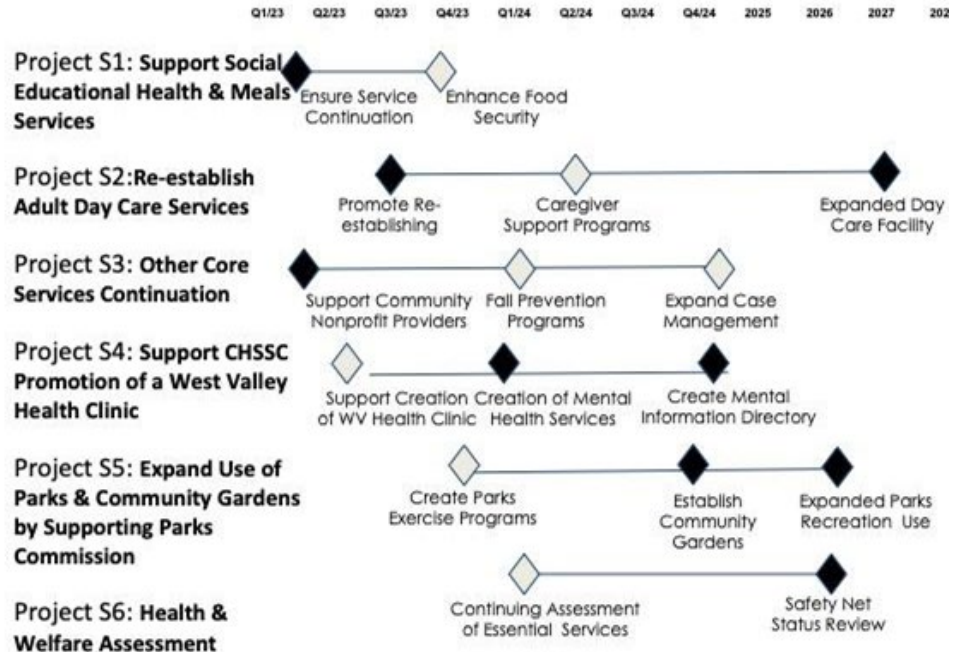 Q1/23 Q2/23 Q3/23 Q4/23 Q1/24 Q2/24 Q3/24 Q4/24 2025 2026 2027 202
Project S1: Support Social
Educational Health & Meals
Services
Ensure Service
Continuation
Enhance Food
Security
Project S2:Re-establish
Adult Day Care Services
Promote Re-
establishing
Caregiver
Support Programs
Expanded Day
Care Facility
Project S3: Other Core
Services Continuation
Support Community
Nonprofit Providers
Fall Prevention
Programs
Expand Case
Management
Project S4: Support CHSSC
Promotion of a West Valley
Health Clinic
Support Creation
of WV Health Clinic
Creation of Mental
Health Services
Create Mental
Information Directory
Project S5: Expand Use of
Parks & Community Gardens
by Supporting Parks
Commission
Create Parks
Exercise Programs
Establish
Community
Gardens
Expanded Parks
Recreation Use
Project S6: Health &
Welfare Assessment
Continuing Assessment
of Essential Services
Safety Net
Status Review